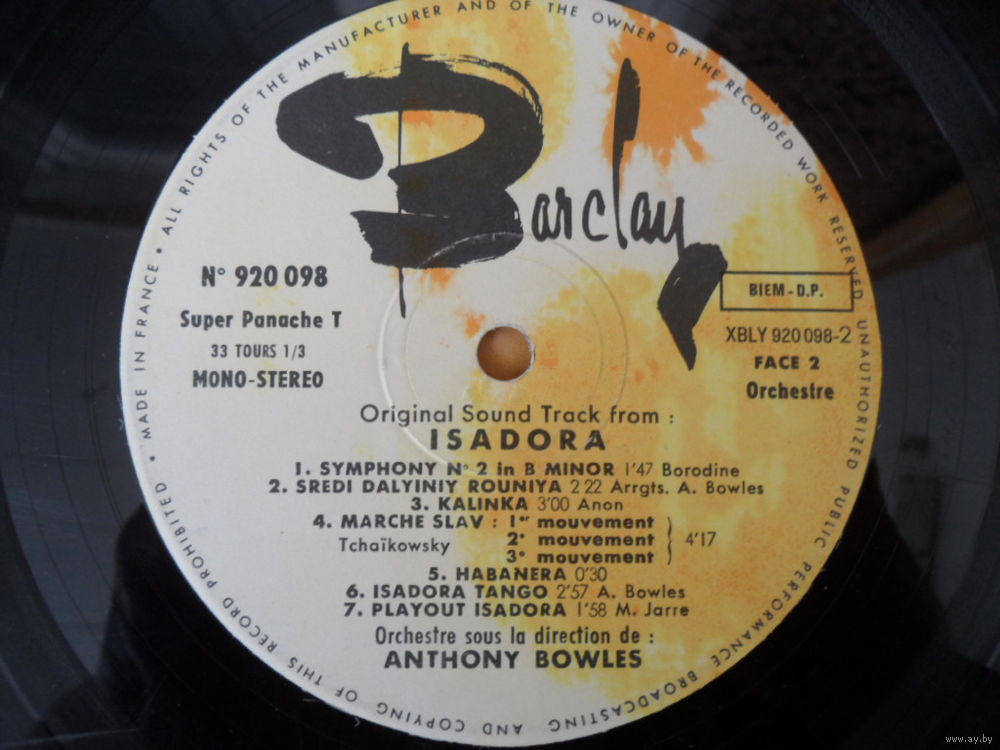 MADE IN FRANCE • ALL RIGHTS OF THE MANUFACTURER AND OF THE OWNER OF THE RECORDED WORK RESERVED UNAUTHORIZED PUBLIC PERFORMANCE BROADCASTING AND COPYING OF THIS RECORD PROHIBITED •
Barclay
N° 920 098
Super Panache T
33 TOURS 1/3
MONO-STEREO
BIEM-D.P.
XBLY 920 098-2
FACE 2
Orchestre
Original Sound Track from :
ISADORA
1. SYMPHONY N° 2 in B MINOR 1'47 Borodine
2. SREDI DALYINIY ROUNIYA 2 22 Arrgts. A. Bowles
3. KALINKA 3'00 Anon
4. MARCHE SLAV : 1er mouvement
Tchaïkowsky 2e mouvement 4'17
3e mouvement
5. HABANERA 0'30
6. ISADORA TANGO 2'57 A. Bowles
7. PLAYOUT ISADORA 1'58 M. Jarre
Orchestre sous la direction de :
ANTHONY BOWLES
www.ay.by